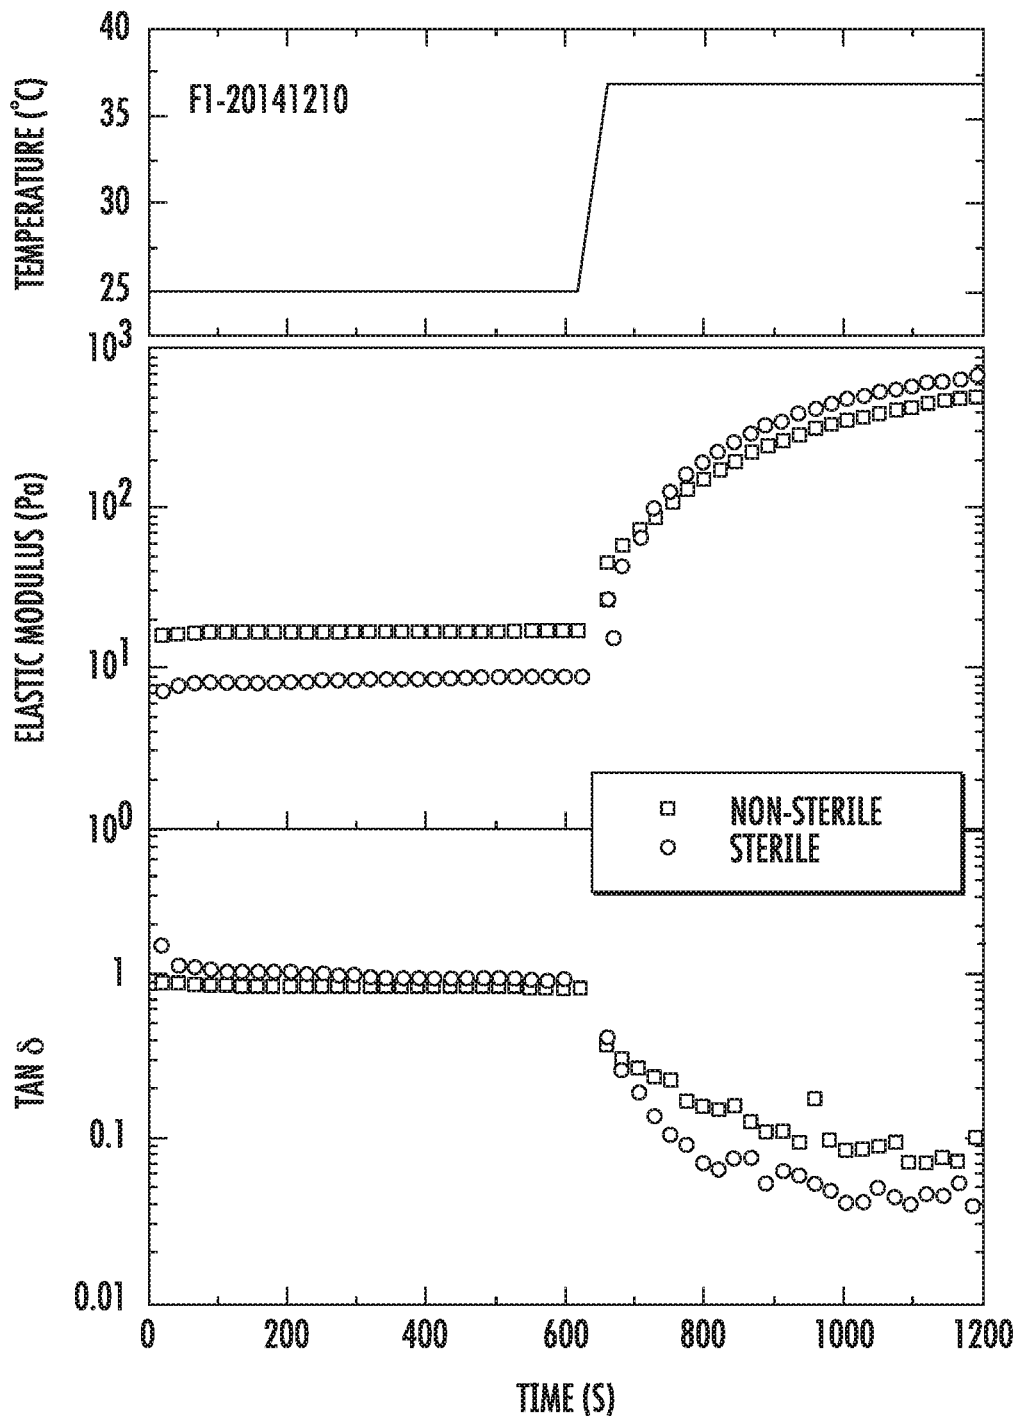 TEMPERATURE (°C)
40
35
30
25
F1-20141210
ELASTIC MODULUS (Pa)
10³
10²
10¹
10⁰
NON-STERILE
STERILE
TAN δ
1
0.1
0.01
0 200 400 600 800 1000 1200
TIME (S)